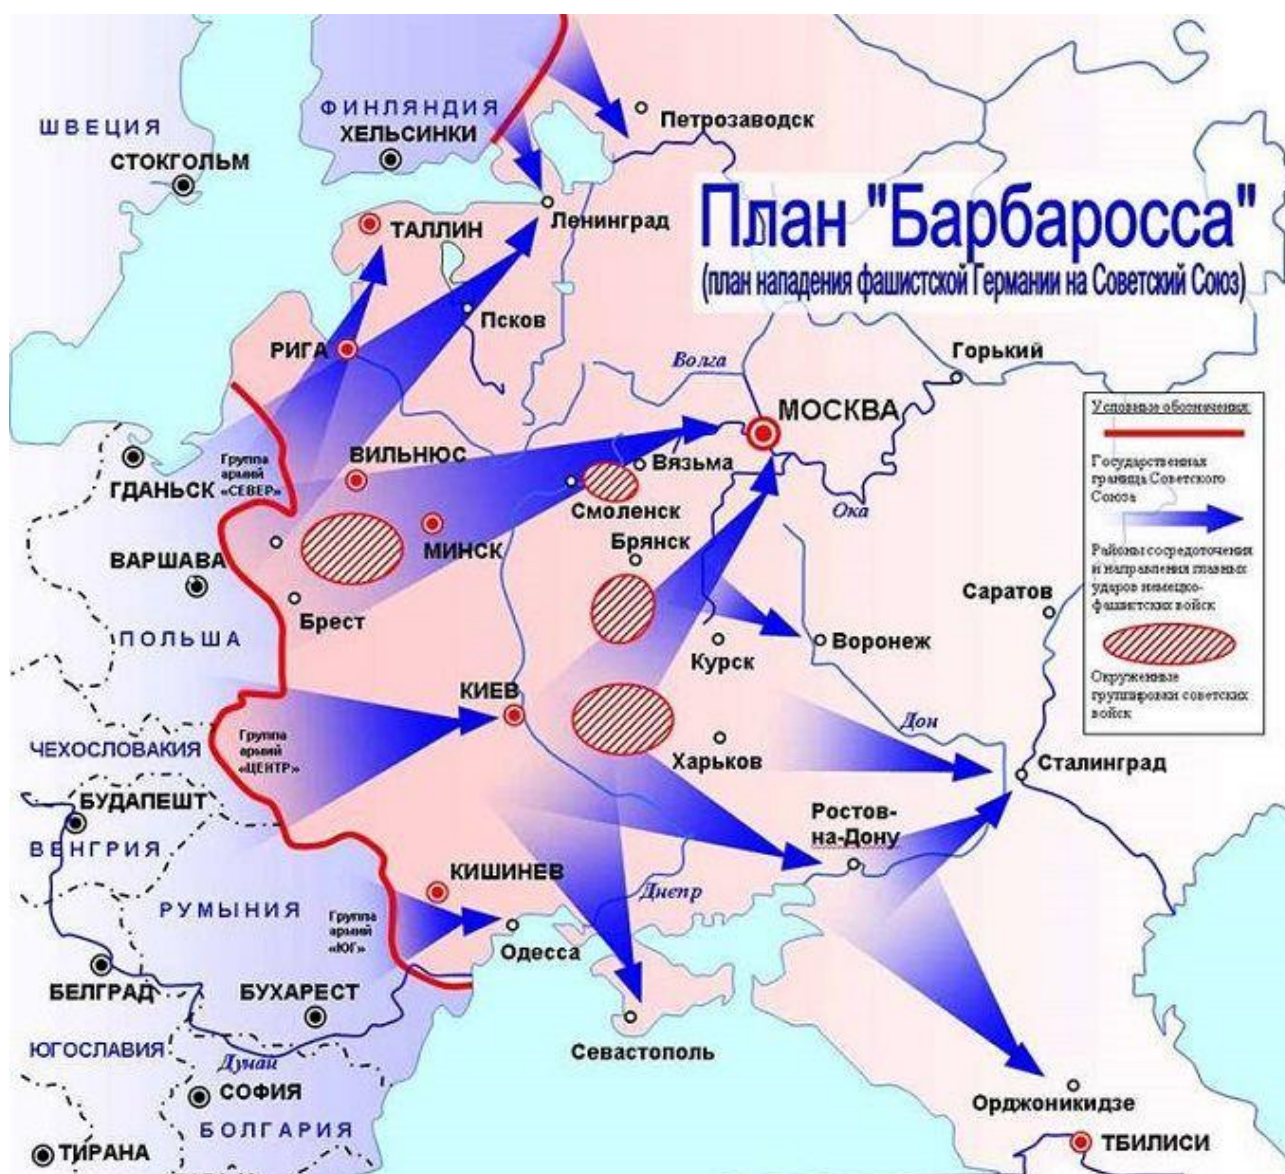 ШВЕЦИЯ
СТОКГОЛЬМ
ФИНЛЯНДИЯ
ХЕЛЬСИНКИ
Петрозаводск
План "Барбаросса"
(план нападения фашистской Германии на Советский Союз)
Ленинград
ТАЛЛИН
Псков
РИГА
Волга
Горький
МОСКВА
Условные обозначения:
Государственная
граница Советского
Союза
Районы сосредоточения
и направления главных
ударов немецко-
фашистских войск
Окруженные
группировки советских
войск
ГДАНЬСК
Группа
армий
«СЕВЕР»
ВИЛЬНЮС
Вязьма
Смоленск
Ока
МИНСК
Брянск
ВАРШАВА
Брест
ПОЛЬША
Саратов
Воронеж
Курск
КИЕВ
Дон
ЧЕХОСЛОВАКИЯ
Группа
армий
«ЦЕНТР»
Харьков
Сталинград
БУДАПЕШТ
ВЕНГРИЯ
Ростов-
на-Дону
КИШИНЕВ
Днепр
РУМЫНИЯ
Группа
армий
«ЮГ»
Одесса
БЕЛГРАД
БУХАРЕСТ
Севастополь
ЮГОСЛАВИЯ
Дунай
СОФИЯ
БОЛГАРИЯ
Орджоникидзе
ТИРАНА
ТБИЛИСИ